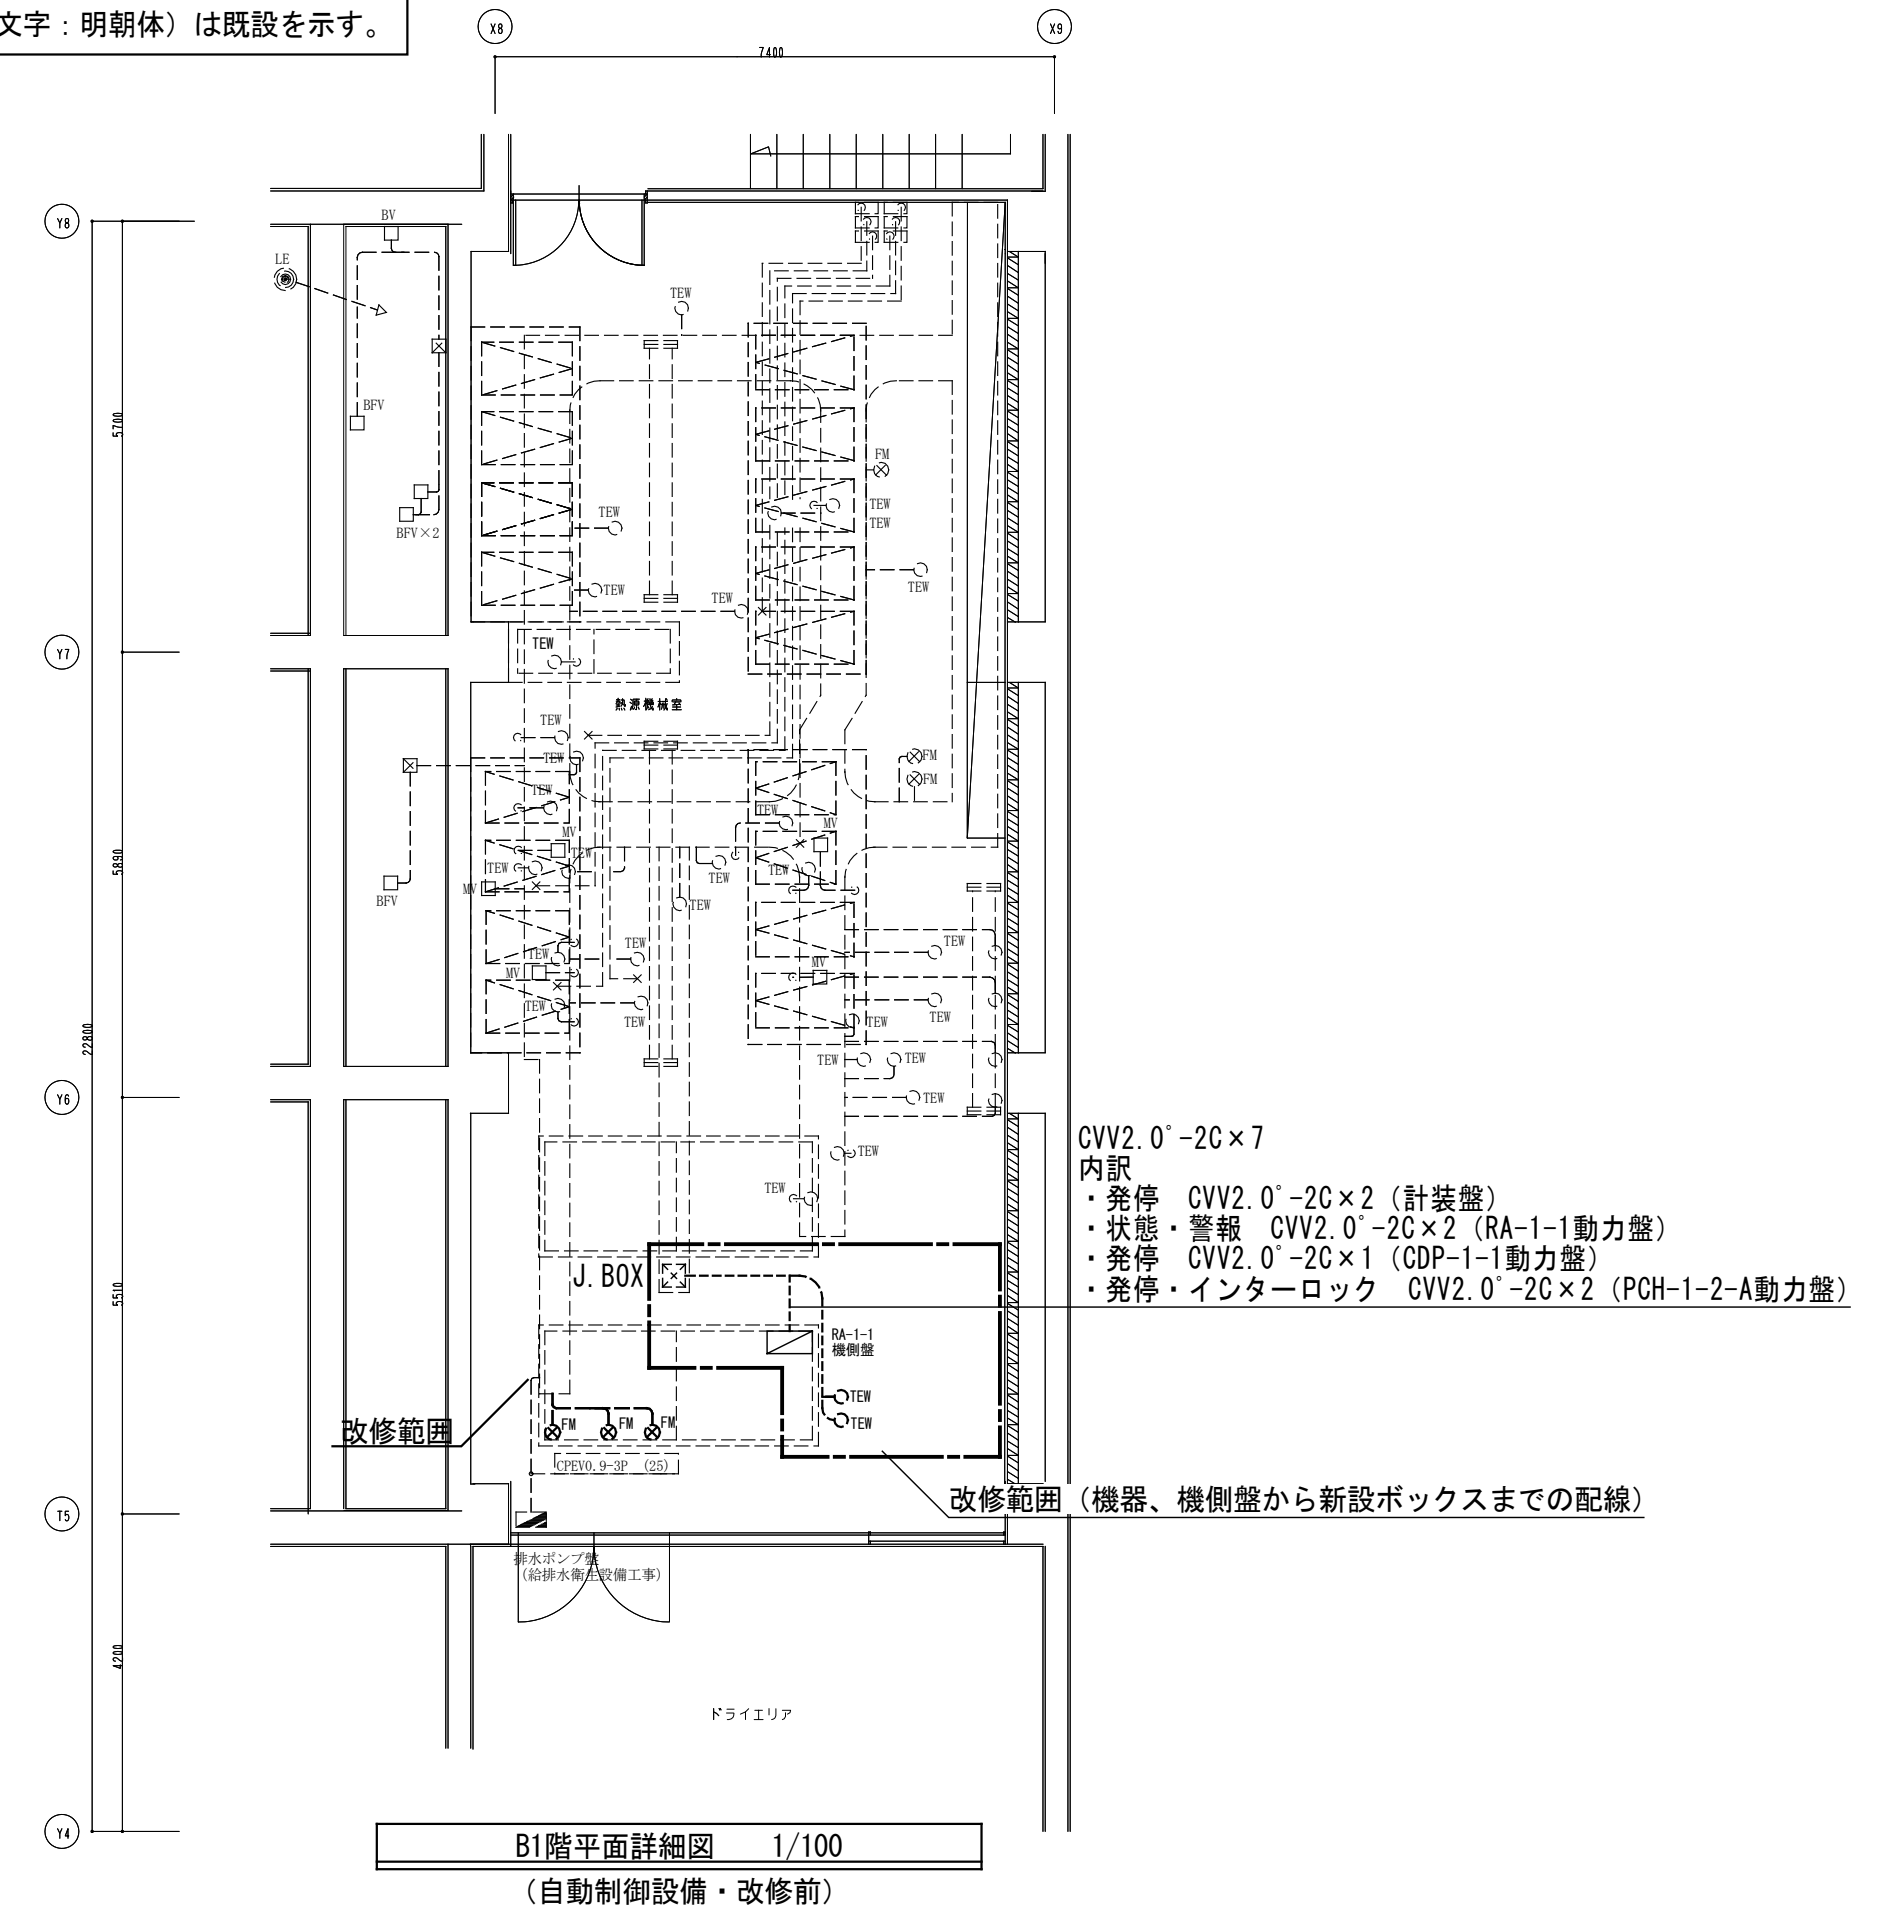 文字：明朝体）は既設を示す。
X8
X9
7400
Y8
BV
LE
TEW
5700
BFV
FM
TEW
TEW
TEW
BFV×2
TEW
TEW
TEW
TEW
Y7
TEW
熱源機械室
TEW
TEW
FM
FM
TEW
TEW
MV
MV
TEW
TEW
TEW
TEW
5890
MV
BFV
TEW
TEW
TEW
TEW
MV
MV
TEW
TEW
TEW
TEW
22800
TEW
TEW
TEW
Y6
CVV2.0°-2C×7
内訳
・発停　CVV2.0°-2C×2（計装盤）
・状態・警報　CVV2.0°-2C×2（RA-1-1動力盤）
・発停　CVV2.0°-2C×1（CDP-1-1動力盤）
・発停・インターロック　CVV2.0°-2C×2（PCH-1-2-A動力盤）
TEW
TEW
J.BOX
5510
RA-1-1
機側盤
TEW
TEW
改修範囲
FM
FM
FM
CPEV0.9-3P (25)
改修範囲（機器、機側盤から新設ボックスまでの配線）
T5
排水ポンプ盤
（給排水衛生設備工事）
4200
ドライエリア
Y4
B1階平面詳細図　1/100
（自動制御設備・改修前）